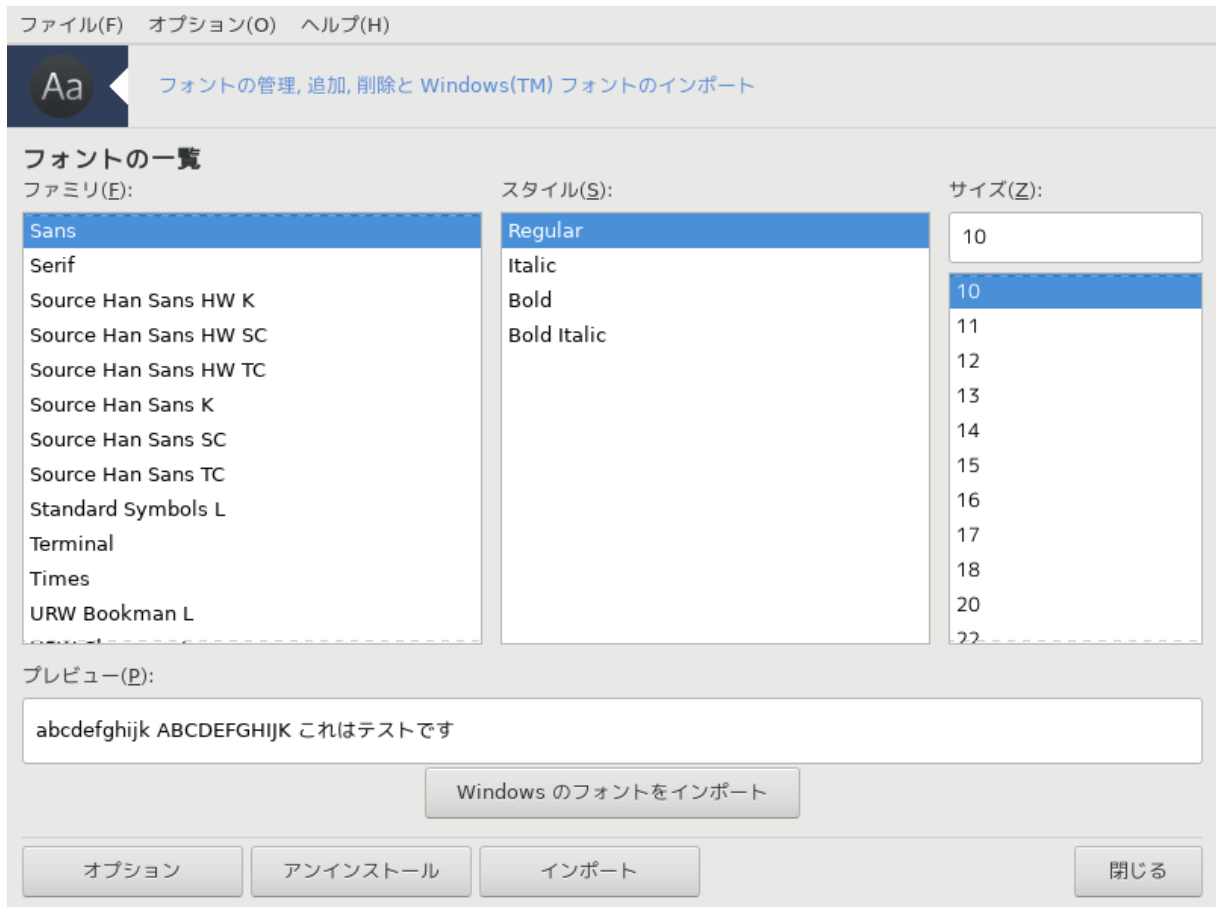 ファイル(F) オプション(O) ヘルプ(H)
Aa
フォントの管理, 追加, 削除と Windows(TM) フォントのインポート
フォントの一覧
ファミリ(F):
Sans
Serif
Source Han Sans HW K
Source Han Sans HW SC
Source Han Sans HW TC
Source Han Sans K
Source Han Sans SC
Source Han Sans TC
Standard Symbols L
Terminal
Times
URW Bookman L
スタイル(S):
Regular
Italic
Bold
Bold Italic
サイズ(Z):
10
10
11
12
13
14
15
16
17
18
20
22
プレビュー(P):
abcdefghijk ABCDEFGHIJK これはテストです
Windows のフォントをインポート
オプション アンインストール インポート 閉じる